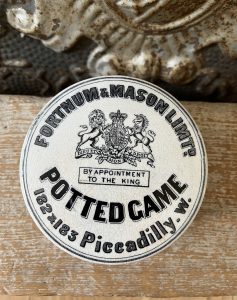 FORTNUM & MASON LIMTD
BY APPOINTMENT
TO THE KING.
POTTED GAME
182 & 183 Piccadilly. W.